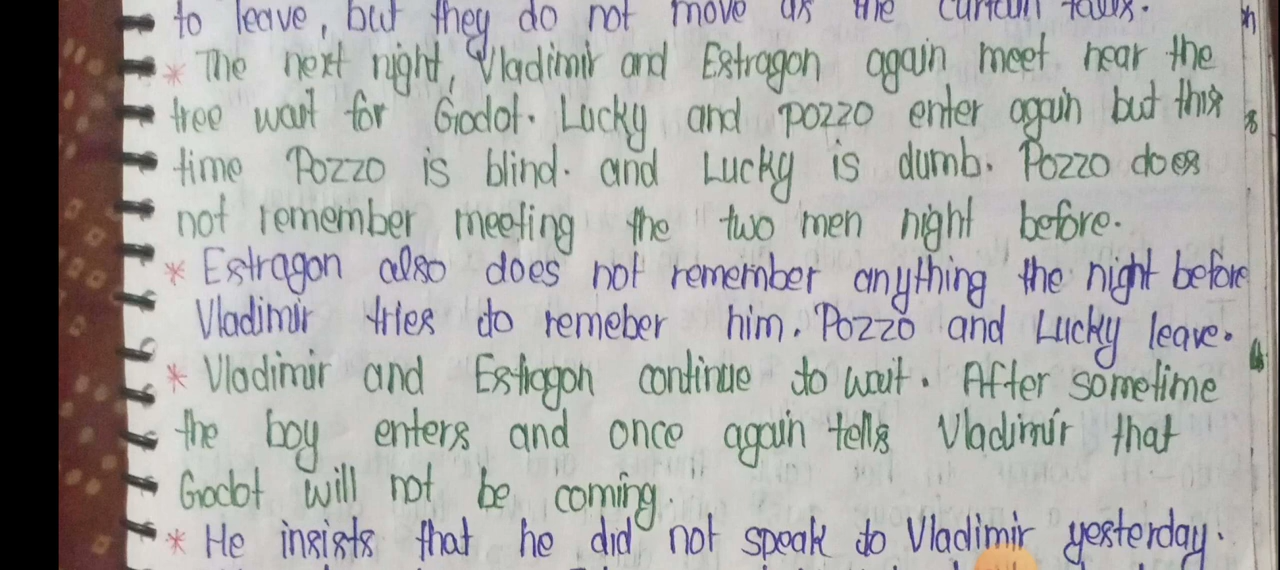 to leave, but they do not move as the curtain falls.
* The next night, Vladimir and Estragon again meet near the
tree wait for Godot. Lucky and pozzo enter again but this
time Pozzo is blind. and Lucky is dumb. Pozzo does
not remember meeting the two men night before.
* Estragon also does not remember anything the night before
Vladimir tries to remeber him. Pozzo and Lucky leave.
* Vladimir and Estragon continue to wait. After sometime
the boy enters and once again tells Vladimir that
Godot will not be coming.
* He insists that he did not speak to Vladimir yesterday.